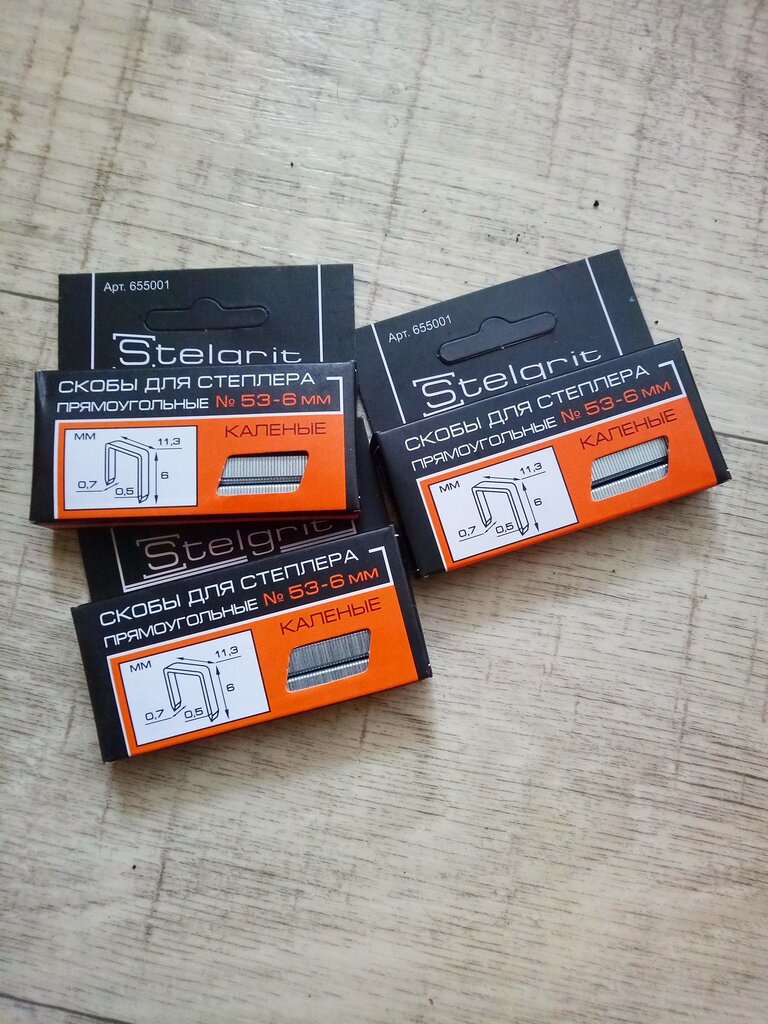 Арт. 655001
Stelgrit
СКОБЫ ДЛЯ СТЕПЛЕРА
ПРЯМОУГОЛЬНЫЕ № 53-6 мм
КАЛЕНЫЕ
мм
11,3
6
0,7
0,5
Арт. 655001
Stelgrit
СКОБЫ ДЛЯ СТЕПЛЕРА
ПРЯМОУГОЛЬНЫЕ № 53-6 мм
КАЛЕНЫЕ
мм
11,3
6
0,7
0,5
Stelgrit
СКОБЫ ДЛЯ СТЕПЛЕРА
ПРЯМОУГОЛЬНЫЕ № 53-6 мм
КАЛЕНЫЕ
мм
11,3
6
0,7
0,5